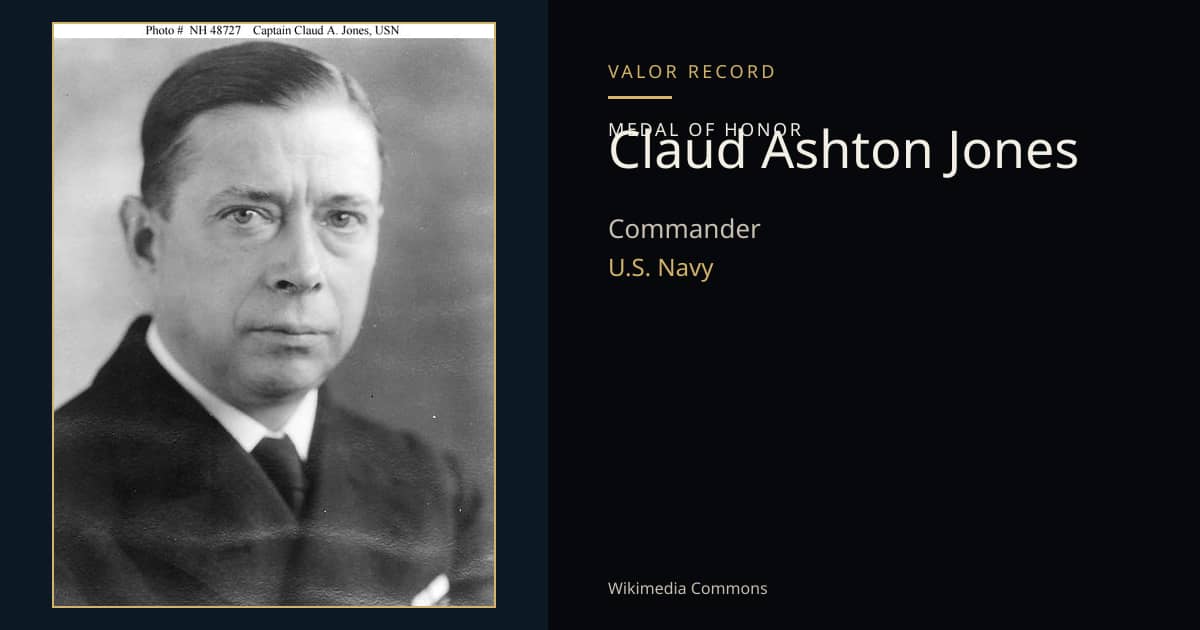 Photo # NH 48727 Captain Claud A. Jones, USN
VALOR RECORD
MEDAL OF HONOR
Claud Ashton Jones
Commander
U.S. Navy
Wikimedia Commons